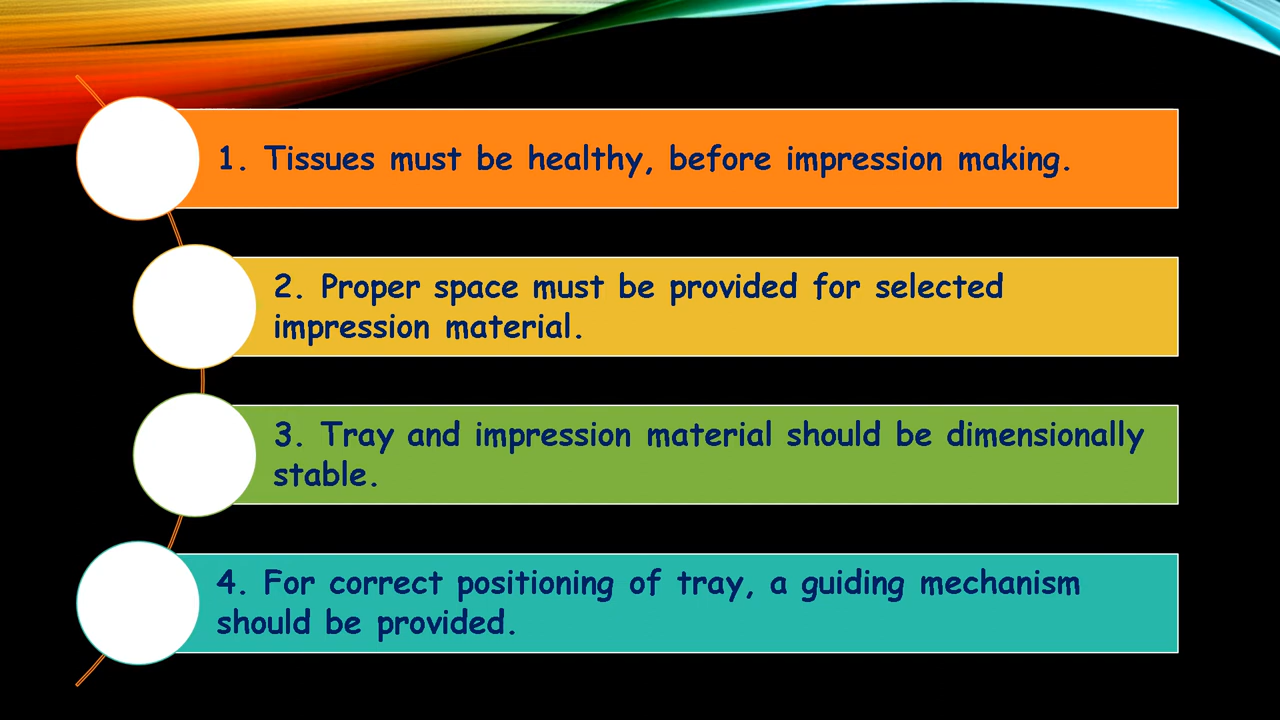 1. Tissues must be healthy, before impression making.
2. Proper space must be provided for selected
impression material.
3. Tray and impression material should be dimensionally
stable.
4. For correct positioning of tray, a guiding mechanism
should be provided.